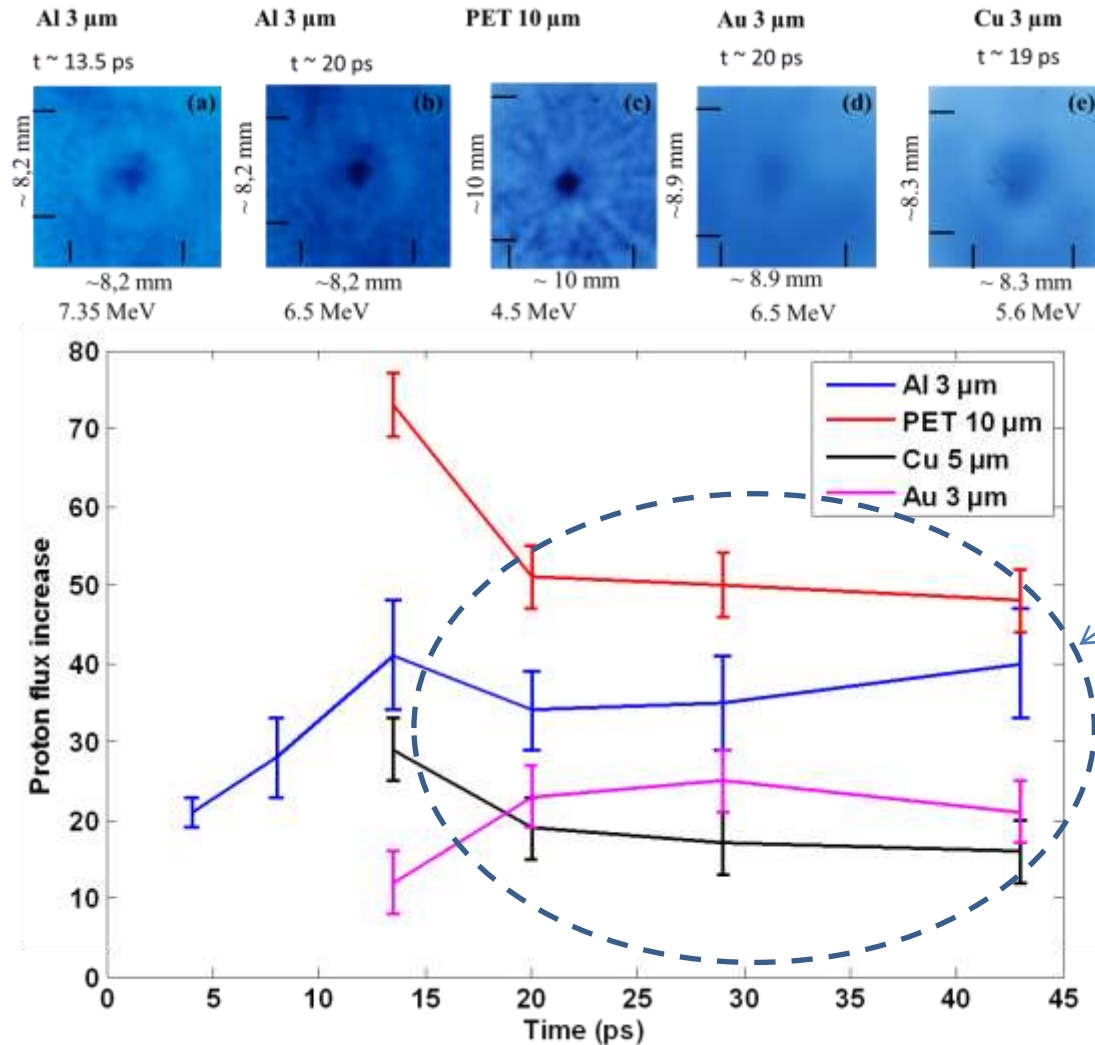 Al 3 µm Al 3 µm PET 10 µm Au 3 µm Cu 3 µm
t ~ 13.5 ps t ~ 20 ps t ~ 20 ps t ~ 19 ps
(a) (b) (c) (d) (e)
~ 8,2 mm ~ 8,2 mm ~10 mm ~8.9 mm ~8.3 mm
~8,2 mm ~8,2 mm ~ 10 mm ~ 8.9 mm ~ 8.3 mm
7.35 MeV 6.5 MeV 4.5 MeV 6.5 MeV 5.6 MeV
Proton flux increase
80
70
60
50
40
30
20
10
0
Al 3 µm
PET 10 µm
Cu 5 µm
Au 3 µm
0 5 10 15 20 25 30 35 40 45
Time (ps)